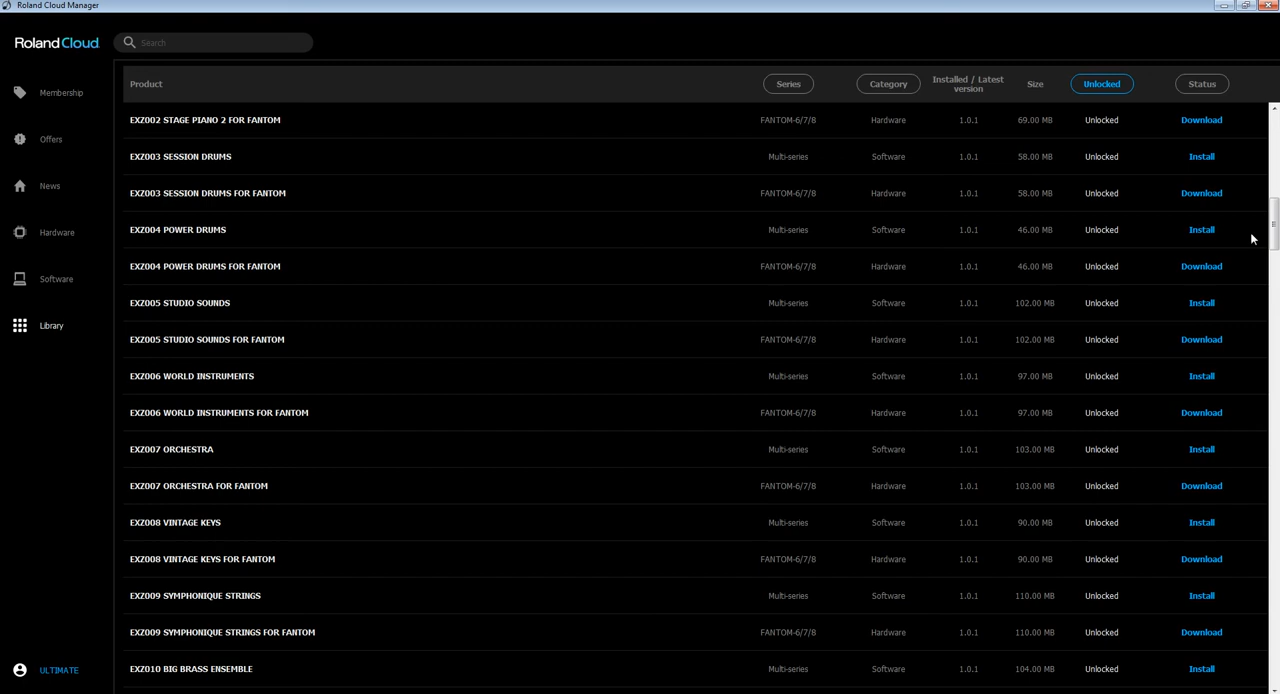 Roland Cloud Manager
RolandCloud
Search
Membership
Offers
News
Hardware
Software
Library
ULTIMATE
Product Series Category Installed / Latest version Size Unlocked Status
EXZ002 STAGE PIANO 2 FOR FANTOM FANTOM-6/7/8 Hardware 1.0.1 69.00 MB Unlocked Download
EXZ003 SESSION DRUMS Multi-series Software 1.0.1 58.00 MB Unlocked Install
EXZ003 SESSION DRUMS FOR FANTOM FANTOM-6/7/8 Hardware 1.0.1 58.00 MB Unlocked Download
EXZ004 POWER DRUMS Multi-series Software 1.0.1 46.00 MB Unlocked Install
EXZ004 POWER DRUMS FOR FANTOM FANTOM-6/7/8 Hardware 1.0.1 46.00 MB Unlocked Download
EXZ005 STUDIO SOUNDS Multi-series Software 1.0.1 102.00 MB Unlocked Install
EXZ005 STUDIO SOUNDS FOR FANTOM FANTOM-6/7/8 Hardware 1.0.1 102.00 MB Unlocked Download
EXZ006 WORLD INSTRUMENTS Multi-series Software 1.0.1 97.00 MB Unlocked Install
EXZ006 WORLD INSTRUMENTS FOR FANTOM FANTOM-6/7/8 Hardware 1.0.1 97.00 MB Unlocked Download
EXZ007 ORCHESTRA Multi-series Software 1.0.1 103.00 MB Unlocked Install
EXZ007 ORCHESTRA FOR FANTOM FANTOM-6/7/8 Hardware 1.0.1 103.00 MB Unlocked Download
EXZ008 VINTAGE KEYS Multi-series Software 1.0.1 90.00 MB Unlocked Install
EXZ008 VINTAGE KEYS FOR FANTOM FANTOM-6/7/8 Hardware 1.0.1 90.00 MB Unlocked Download
EXZ009 SYMPHONIQUE STRINGS Multi-series Software 1.0.1 110.00 MB Unlocked Install
EXZ009 SYMPHONIQUE STRINGS FOR FANTOM FANTOM-6/7/8 Hardware 1.0.1 110.00 MB Unlocked Download
EXZ010 BIG BRASS ENSEMBLE Multi-series Software 1.0.1 104.00 MB Unlocked Install